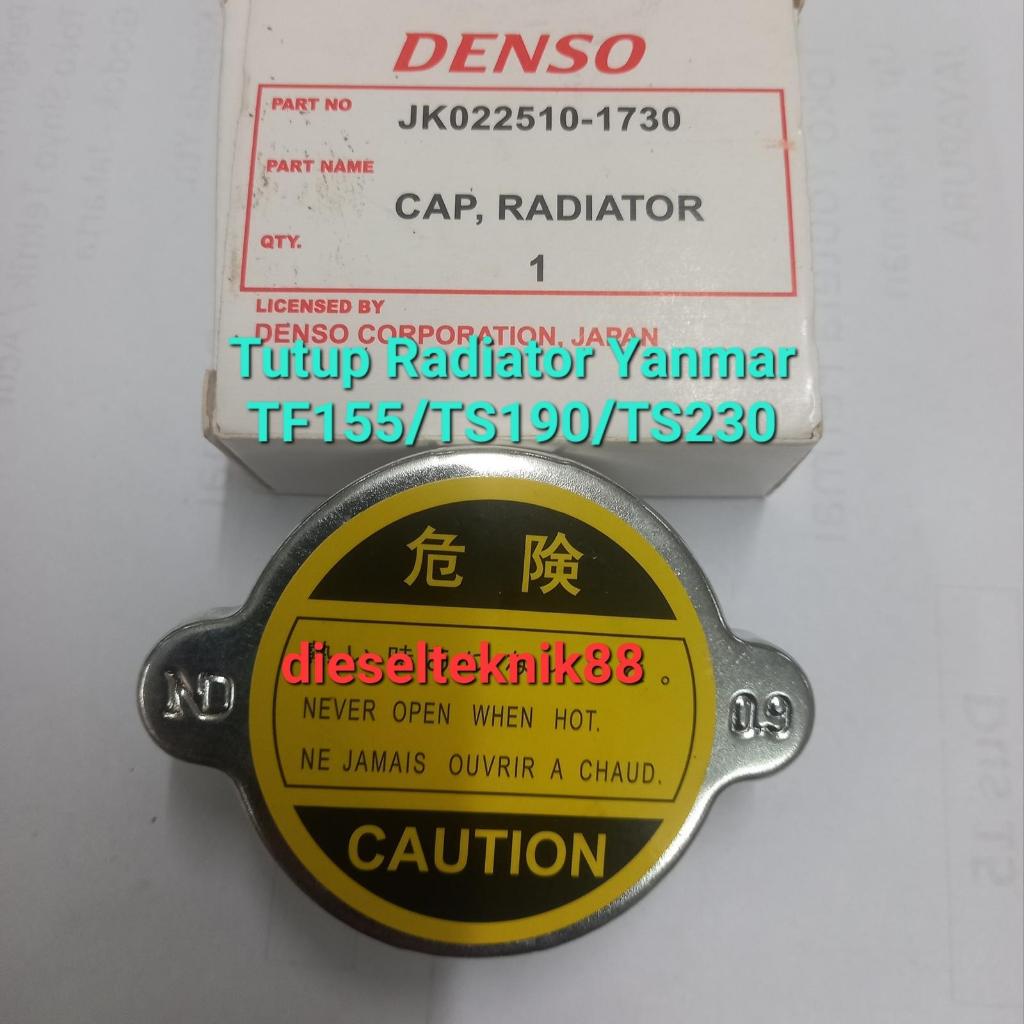 DENSO
PART NO JK022510-1730
PART NAME
CAP, RADIATOR
QTY.
1
LICENSED BY
DENSO CORPORATION, JAPAN
Tutup Radiator Yanmar
TF155/TS190/TS230
危 険
dieselteknik88
NEVER OPEN WHEN HOT.
NE JAMAIS OUVRIR A CHAUD.
ND
0.9
CAUTION